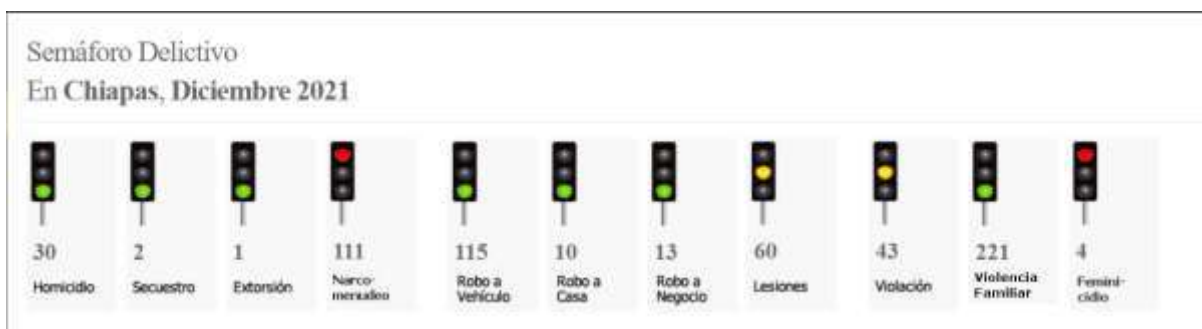 Semáforo Delictivo
En Chiapas, Diciembre 2021
30
Homicidio
2
Secuestro
1
Extorsión
111
Narco-
menudeo
115
Robo a
Vehículo
10
Robo a
Casa
13
Robo a
Negocio
60
Lesiones
43
Violación
221
Violencia
Familiar
4
Femini-
cidio